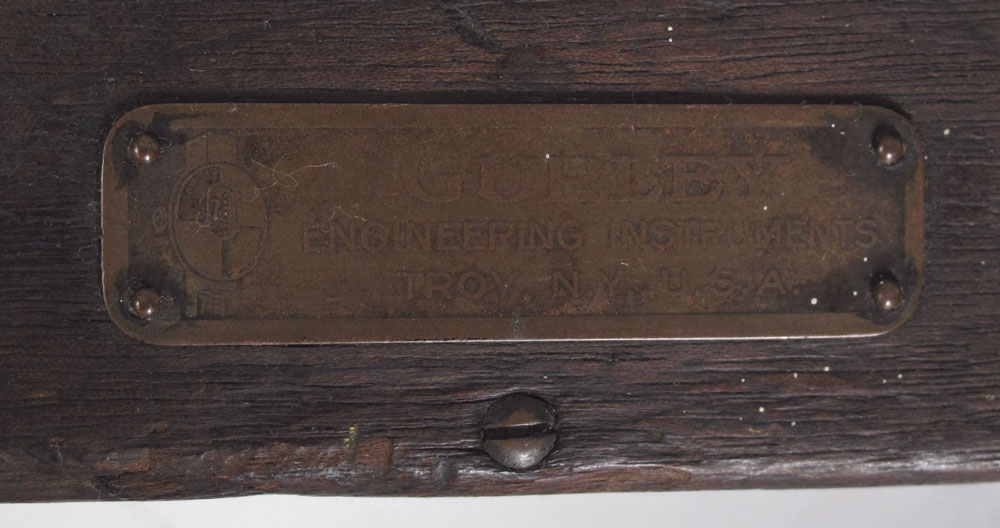 GURLEY
ENGINEERING INSTRUMENTS
TROY, N.Y. U.S.A.